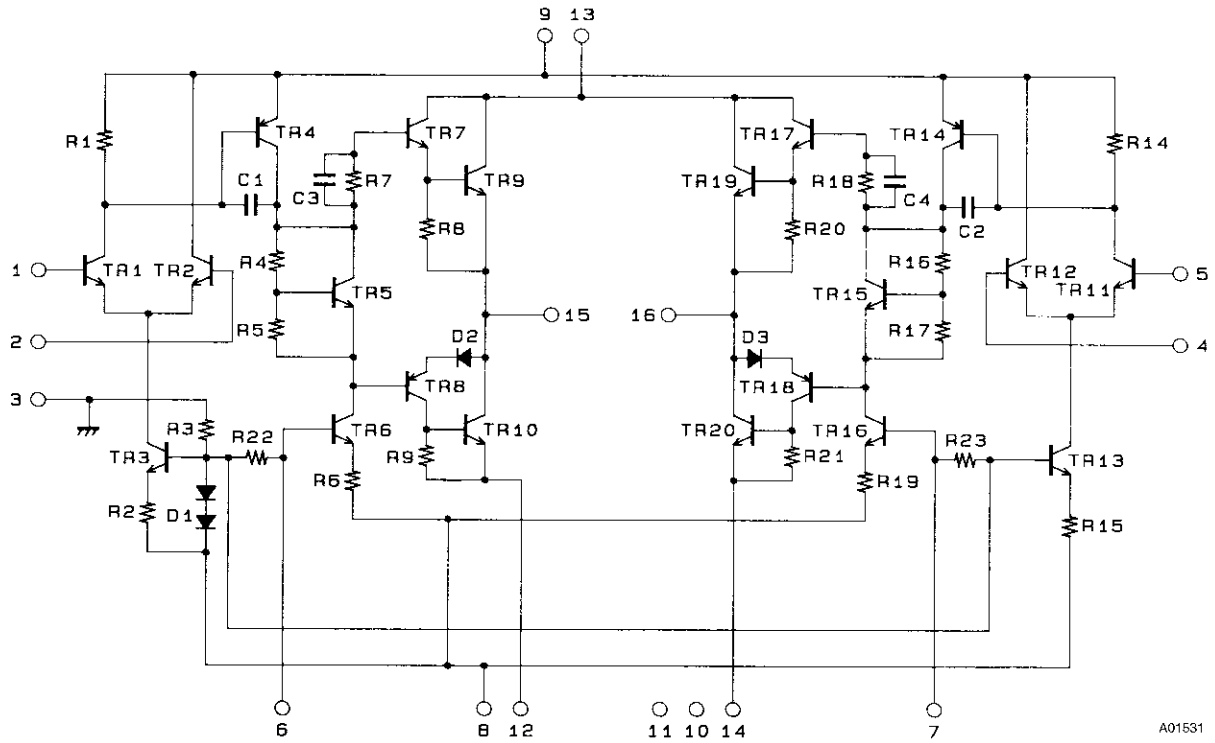 9 13
R1
TR4
TR7
TR17
TR14
R14
C1
C3
R7
TR9
TR19
R18
C4
C2
R8
R20
1
TR1
TR2
R4
TR5
R16
TR15
TR12
TR11
5
R5
15
16
R17
2
D2
D3
4
TR8
TR18
3
R3
R22
TR6
TR10
TR20
TR16
R23
TR3
R9
R21
TR13
R6
R19
R2
D1
R15
6
8
12
11
10
14
7
A01531